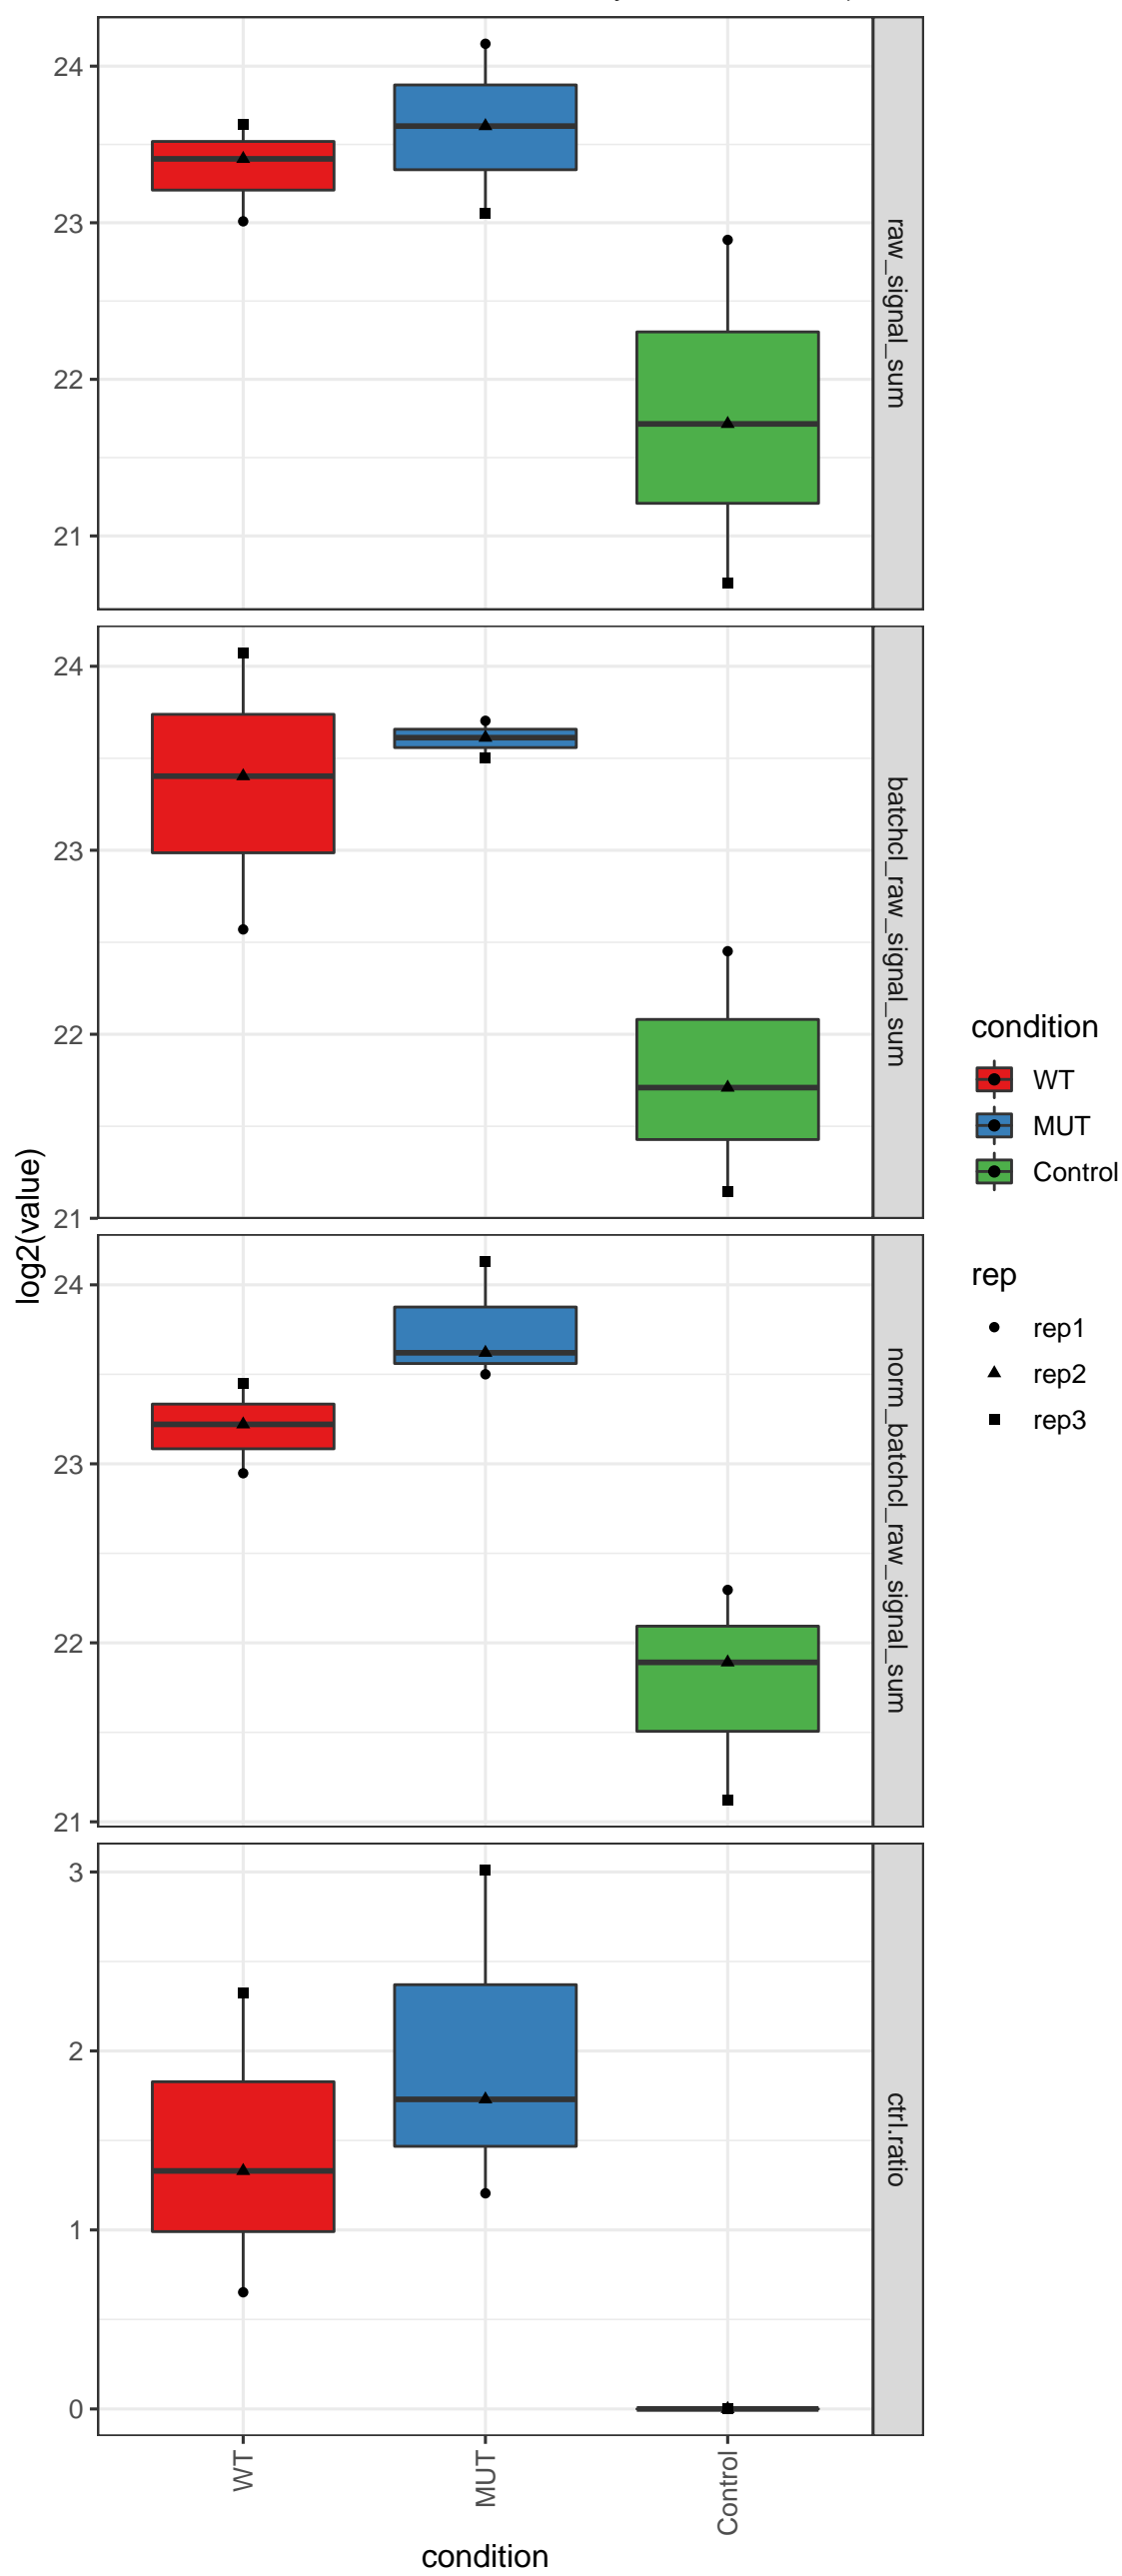 24
23
22
21
raw_signal_sum
24
23
22
21
batchcl_raw_signal_sum
24
23
22
21
norm_batchcl_raw_signal_sum
3
2
1
0
ctrl.ratio
log2(value)
WT
MUT
Control
condition
condition
WT
MUT
Control
rep
rep1
rep2
rep3